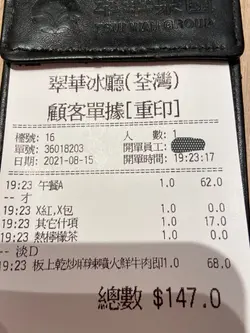 TSUI WAH GROUP
翠華冰廳(荃灣)
顧客單據[重印]
檯號: 16 人 數: 1
單號: 36018203 開單員工:
日期: 2021-08-15 開單時間: 19:23:17
19:23 午餐A 1.0 62.0
-- 才
19:23 X紅,X包 1.0 0.0
19:23 其它什項 1.0 17.0
19:23 熱檸檬茶 1.0 0.0
-- 淡D
19:23 板上乾炒 火鮮牛肉 1.0 68.0
總數 $147.0